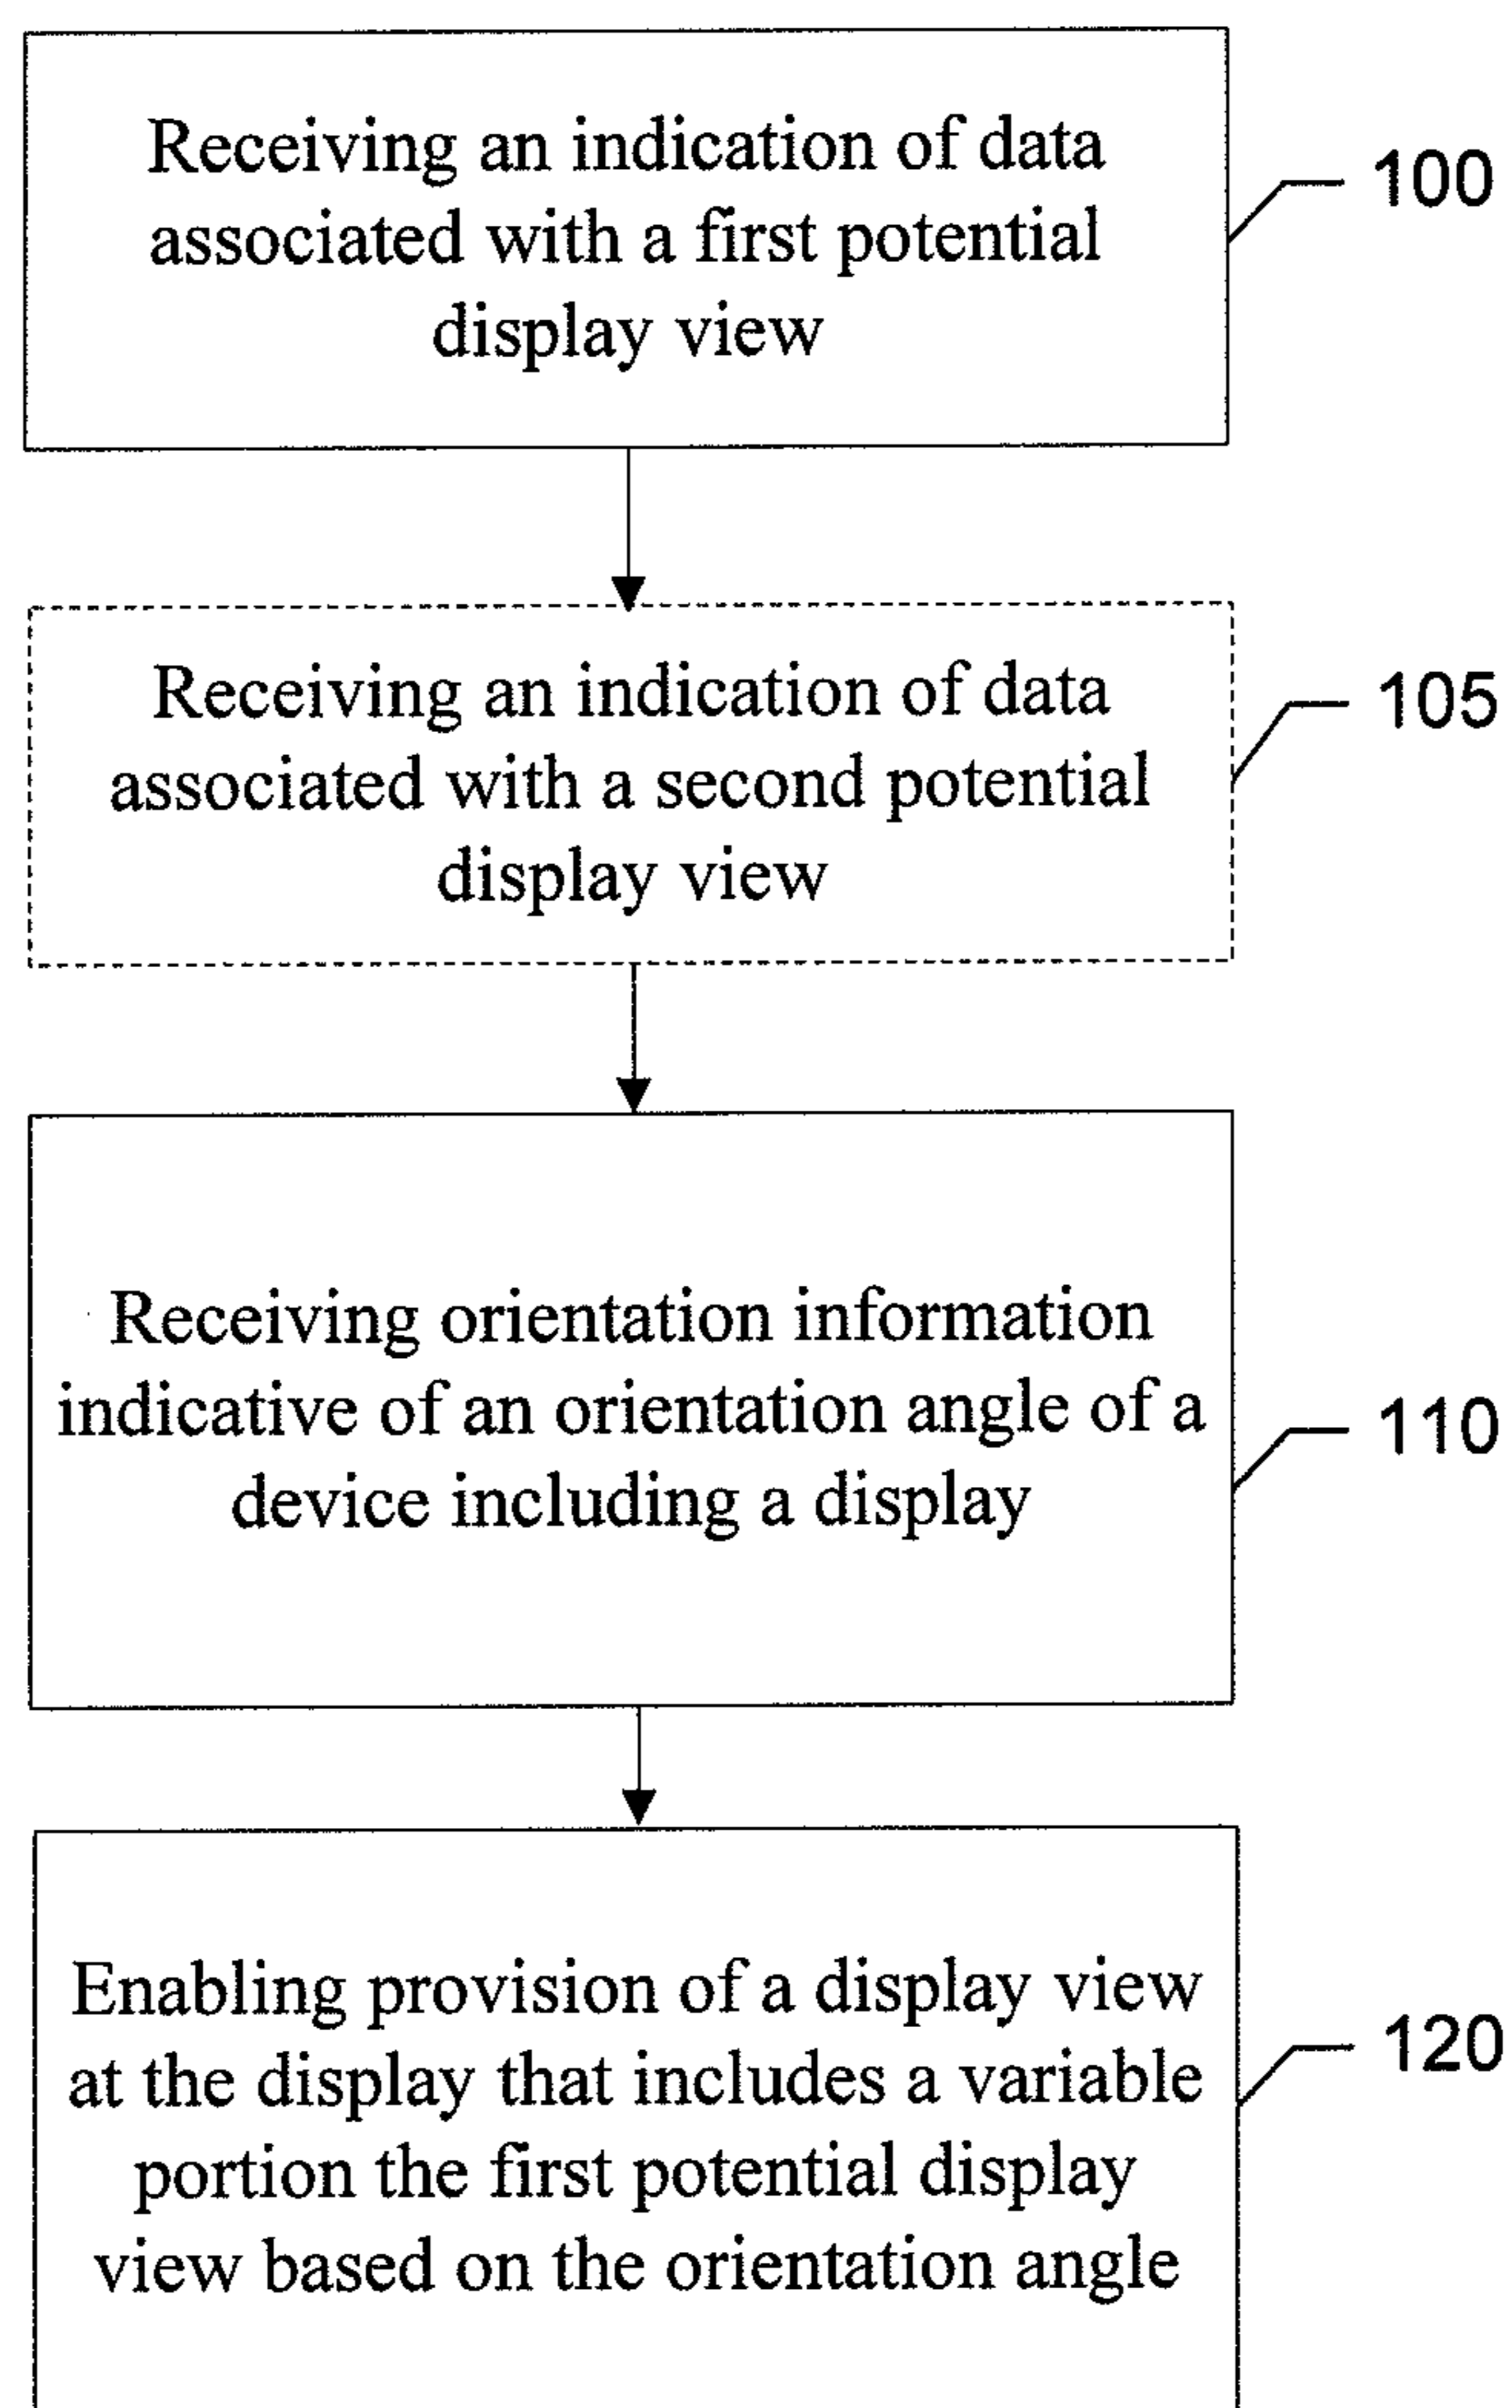 Receiving an indication of data
associated with a first potential
display view
100
Receiving an indication of data
associated with a second potential
display view
105
Receiving orientation information
indicative of an orientation angle of a
device including a display
110
Enabling provision of a display view
at the display that includes a variable
portion the first potential display
view based on the orientation angle
120